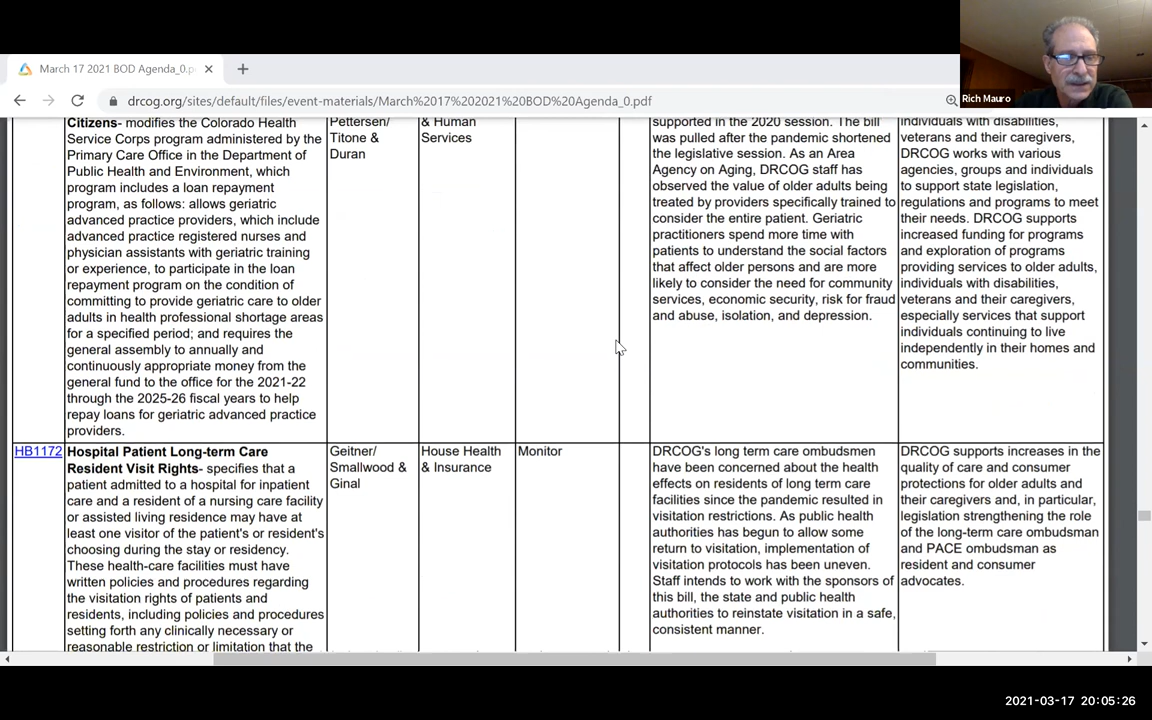 Rich Mauro
March 17 2021 BOD Agenda_0.p
drcog.org/sites/default/files/event-materials/March%2017%202021%20BOD%20Agenda_0.pdf
Citizens- modifies the Colorado Health
Service Corps program administered by the
Primary Care Office in the Department of
Public Health and Environment, which
program includes a loan repayment
program, as follows: allows geriatric
advanced practice providers, which include
advanced practice registered nurses and
physician assistants with geriatric training
or experience, to participate in the loan
repayment program on the condition of
committing to provide geriatric care to older
adults in health professional shortage areas
for a specified period; and requires the
general assembly to annually and
continuously appropriate money from the
general fund to the office for the 2021-22
through the 2025-26 fiscal years to help
repay loans for geriatric advanced practice
providers.
Pettersen/
Titone &
Duran
& Human
Services
supported in the 2020 session. The bill
was pulled after the pandemic shortened
the legislative session. As an Area
Agency on Aging, DRCOG staff has
observed the value of older adults being
treated by providers specifically trained to
consider the entire patient. Geriatric
practitioners spend more time with
patients to understand the social factors
that affect older persons and are more
likely to consider the need for community
services, economic security, risk for fraud
and abuse, isolation, and depression.
individuals with disabilities,
veterans and their caregivers,
DRCOG works with various
agencies, groups and individuals
to support state legislation,
regulations and programs to meet
their needs. DRCOG supports
increased funding for programs
and exploration of programs
providing services to older adults,
individuals with disabilities,
veterans and their caregivers,
especially services that support
individuals continuing to live
independently in their homes and
communities.
HB1172
Hospital Patient Long-term Care
Resident Visit Rights- specifies that a
patient admitted to a hospital for inpatient
care and a resident of a nursing care facility
or assisted living residence may have at
least one visitor of the patient's or resident's
choosing during the stay or residency.
These health-care facilities must have
written policies and procedures regarding
the visitation rights of patients and
residents, including policies and procedures
setting forth any clinically necessary or
reasonable restriction or limitation that the
Geitner/
Smallwood &
Ginal
House Health
& Insurance
Monitor
DRCOG's long term care ombudsmen
have been concerned about the health
effects on residents of long term care
facilities since the pandemic resulted in
visitation restrictions. As public health
authorities has begun to allow some
return to visitation, implementation of
visitation protocols has been uneven.
Staff intends to work with the sponsors of
this bill, the state and public health
authorities to reinstate visitation in a safe,
consistent manner.
DRCOG supports increases in the
quality of care and consumer
protections for older adults and
their caregivers and, in particular,
legislation strengthening the role
of the long-term care ombudsman
and PACE ombudsman as
resident and consumer
advocates.
2021-03-17 20:05:26